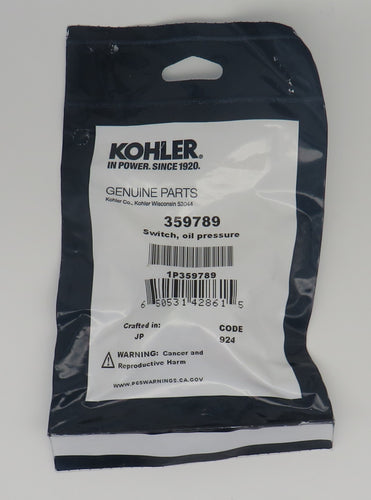 KOHLER®
IN POWER. SINCE 1920.
GENUINE PARTS
Kohler Co., Kohler Wisconsin 53044
359789
Switch, oil pressure
1P359789
6 50531 42861 5
Crafted in: CODE
JP 924
WARNING: Cancer and
Reproductive Harm
WWW.P65WARNINGS.CA.GOV